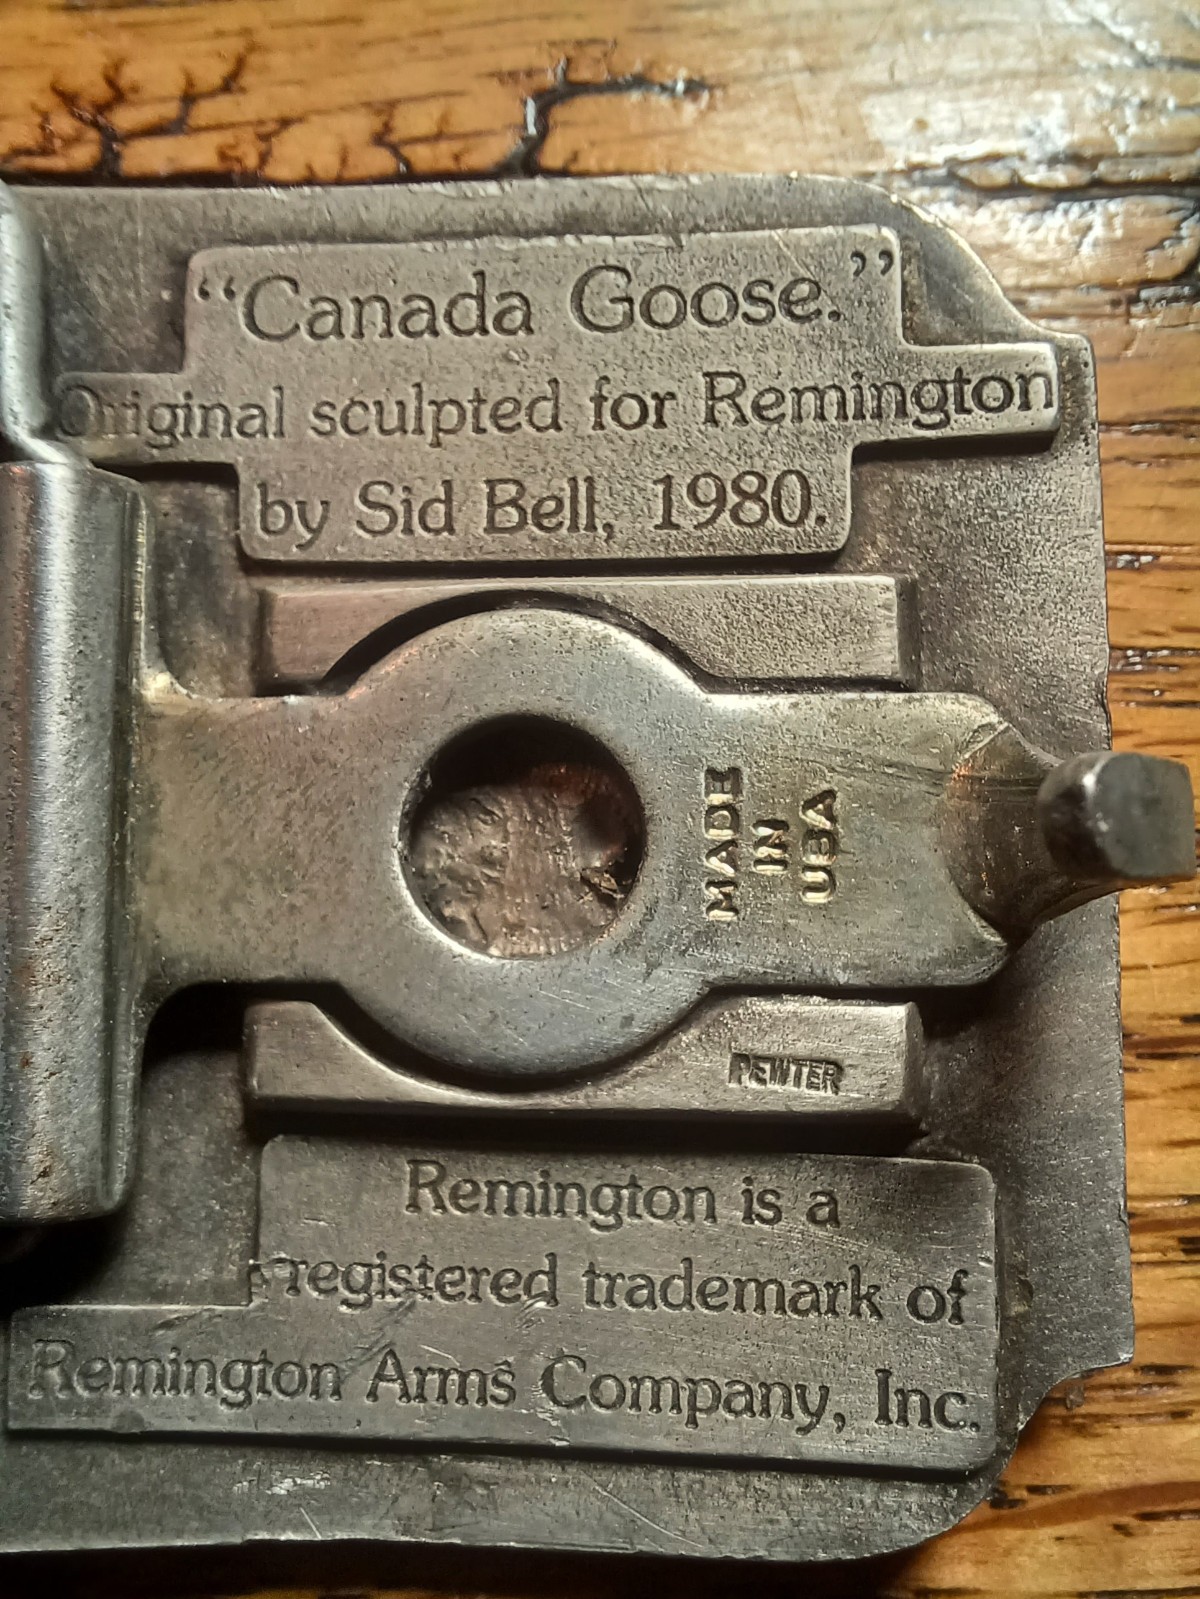 “Canada Goose.”
Original sculpted for Remington
by Sid Bell, 1980.
MADE
IN
USA
PEWTER
Remington is a
registered trademark of
Remington Arms Company, Inc.